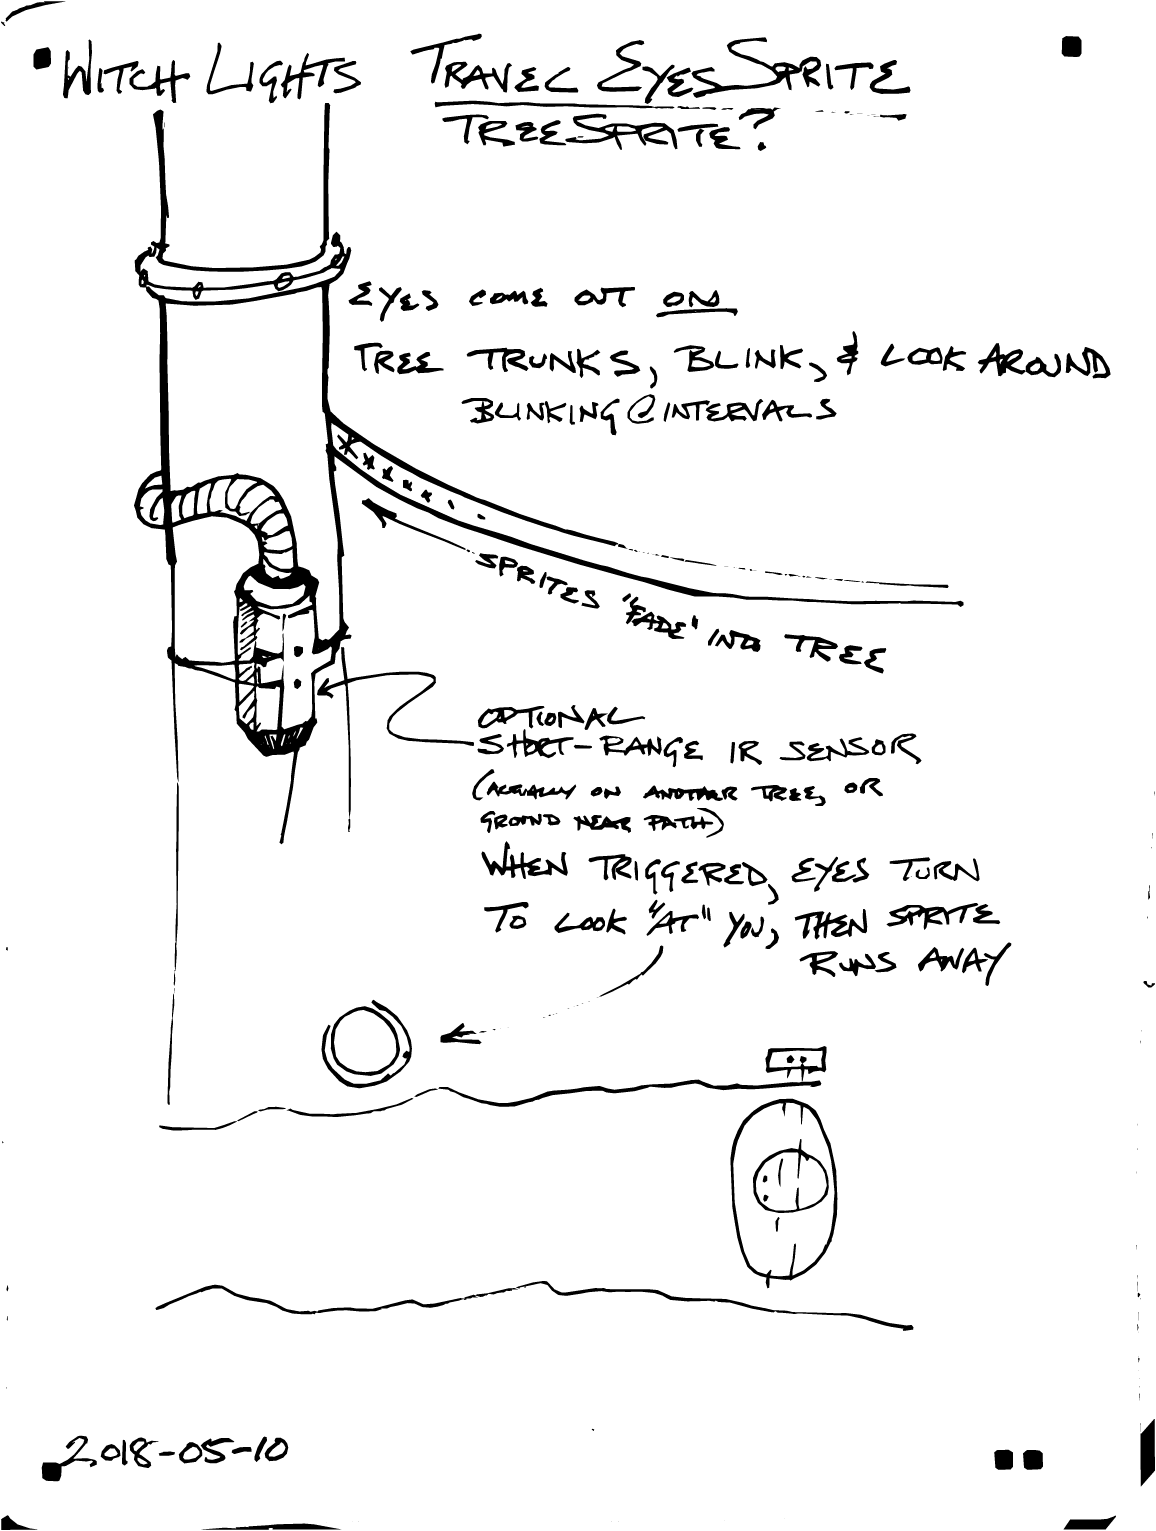 WITCH LIGHTS TRAVEL EYES SPRITE
TREE SPRITE?
EYES COME OUT ON
TREE TRUNKS, BLINK, & LOOK AROUND
BLINKING @ INTERVALS
SPRITES "FADE" INTO TREE
OPTIONAL
SHORT-RANGE IR SENSOR
(ACTUALLY ON ANOTHER TREE, OR
GROUND NEAR PATH)
WHEN TRIGGERED, EYES TURN
TO LOOK "AT" YOU, THEN SPRITE
RUNS AWAY
2018-05-10